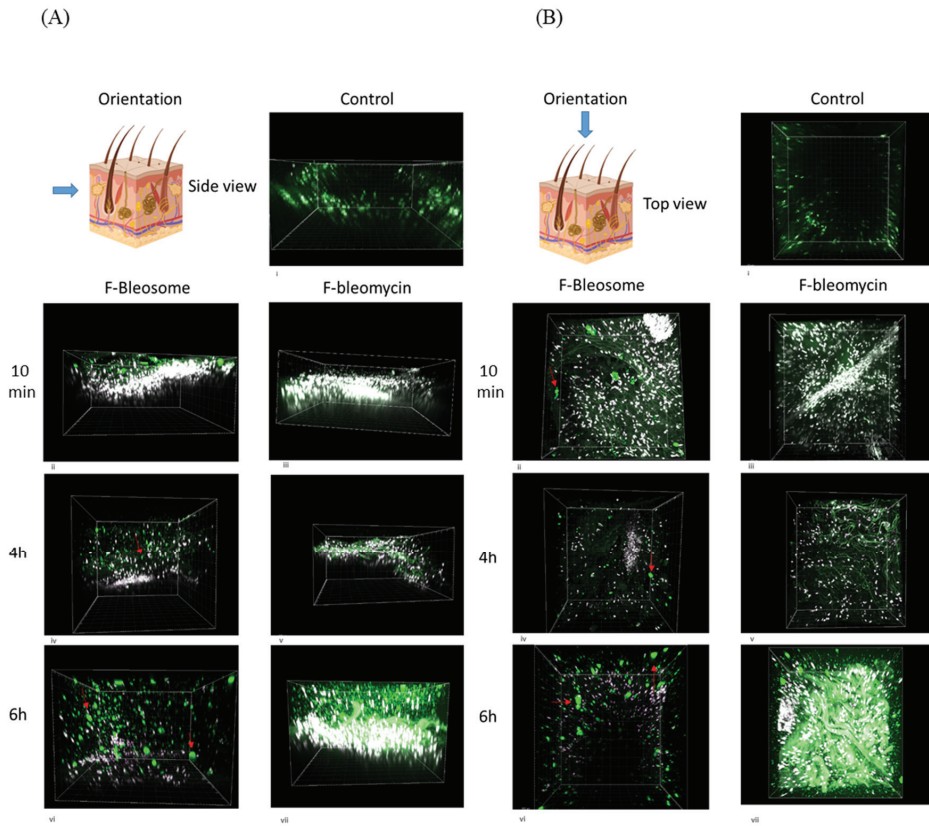 (A)
(B)
Orientation
Control
Side view
i
F-Bleosome
F-bleomycin
10
min
ii
iii
4h
iv
v
6h
vi
vii
Orientation
Control
Top view
i
F-Bleosome
F-bleomycin
10
min
ii
iii
4h
iv
v
6h
vi
vii